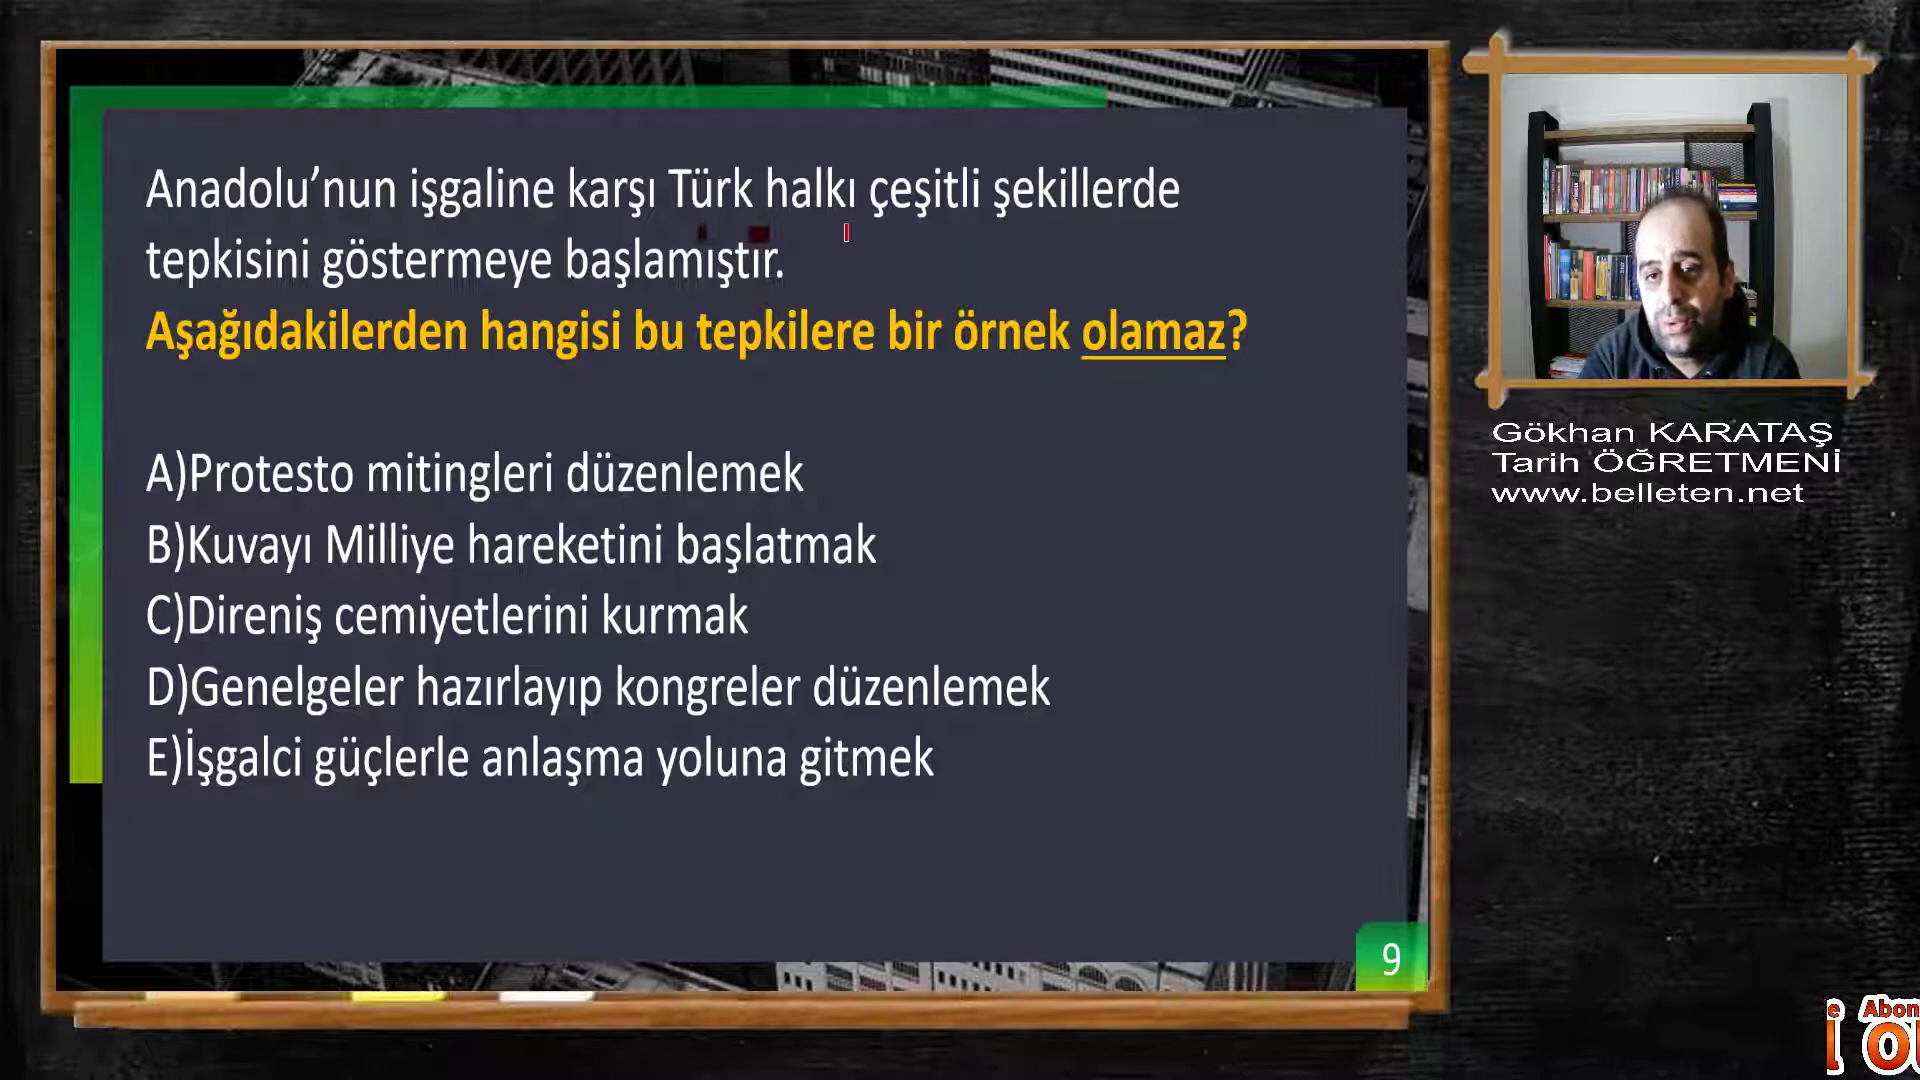 Anadolu’nun işgaline karşı Türk halkı çeşitli şekillerde
tepkisini göstermeye başlamıştır.
Aşağıdakilerden hangisi bu tepkilere bir örnek olamaz?
A)Protesto mitingleri düzenlemek
B)Kuvayı Milliye hareketini başlatmak
C)Direniş cemiyetlerini kurmak
D)Genelgeler hazırlayıp kongreler düzenlemek
E)İşgalci güçlerle anlaşma yoluna gitmek
9
Gökhan KARATAŞ
Tarih ÖĞRETMENİ
www.belleten.net